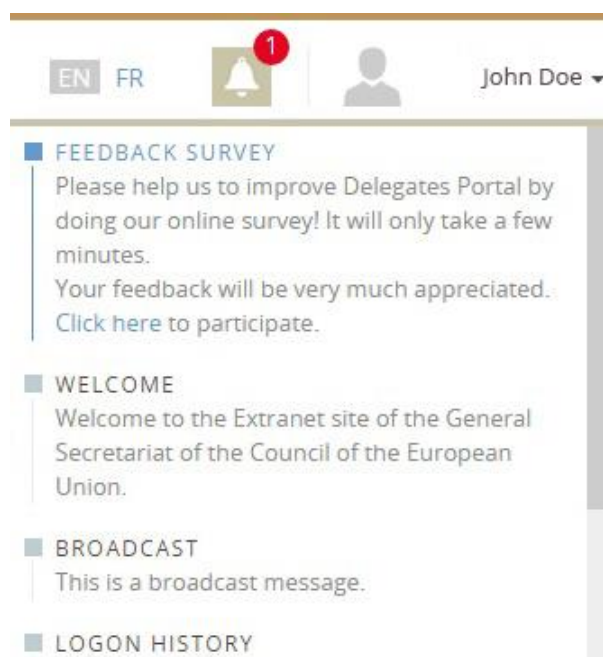 EN FR 1 John Doe
FEEDBACK SURVEY
Please help us to improve Delegates Portal by
doing our online survey! It will only take a few
minutes.
Your feedback will be very much appreciated.
Click here to participate.
WELCOME
Welcome to the Extranet site of the General
Secretariat of the Council of the European
Union.
BROADCAST
This is a broadcast message.
LOGON HISTORY